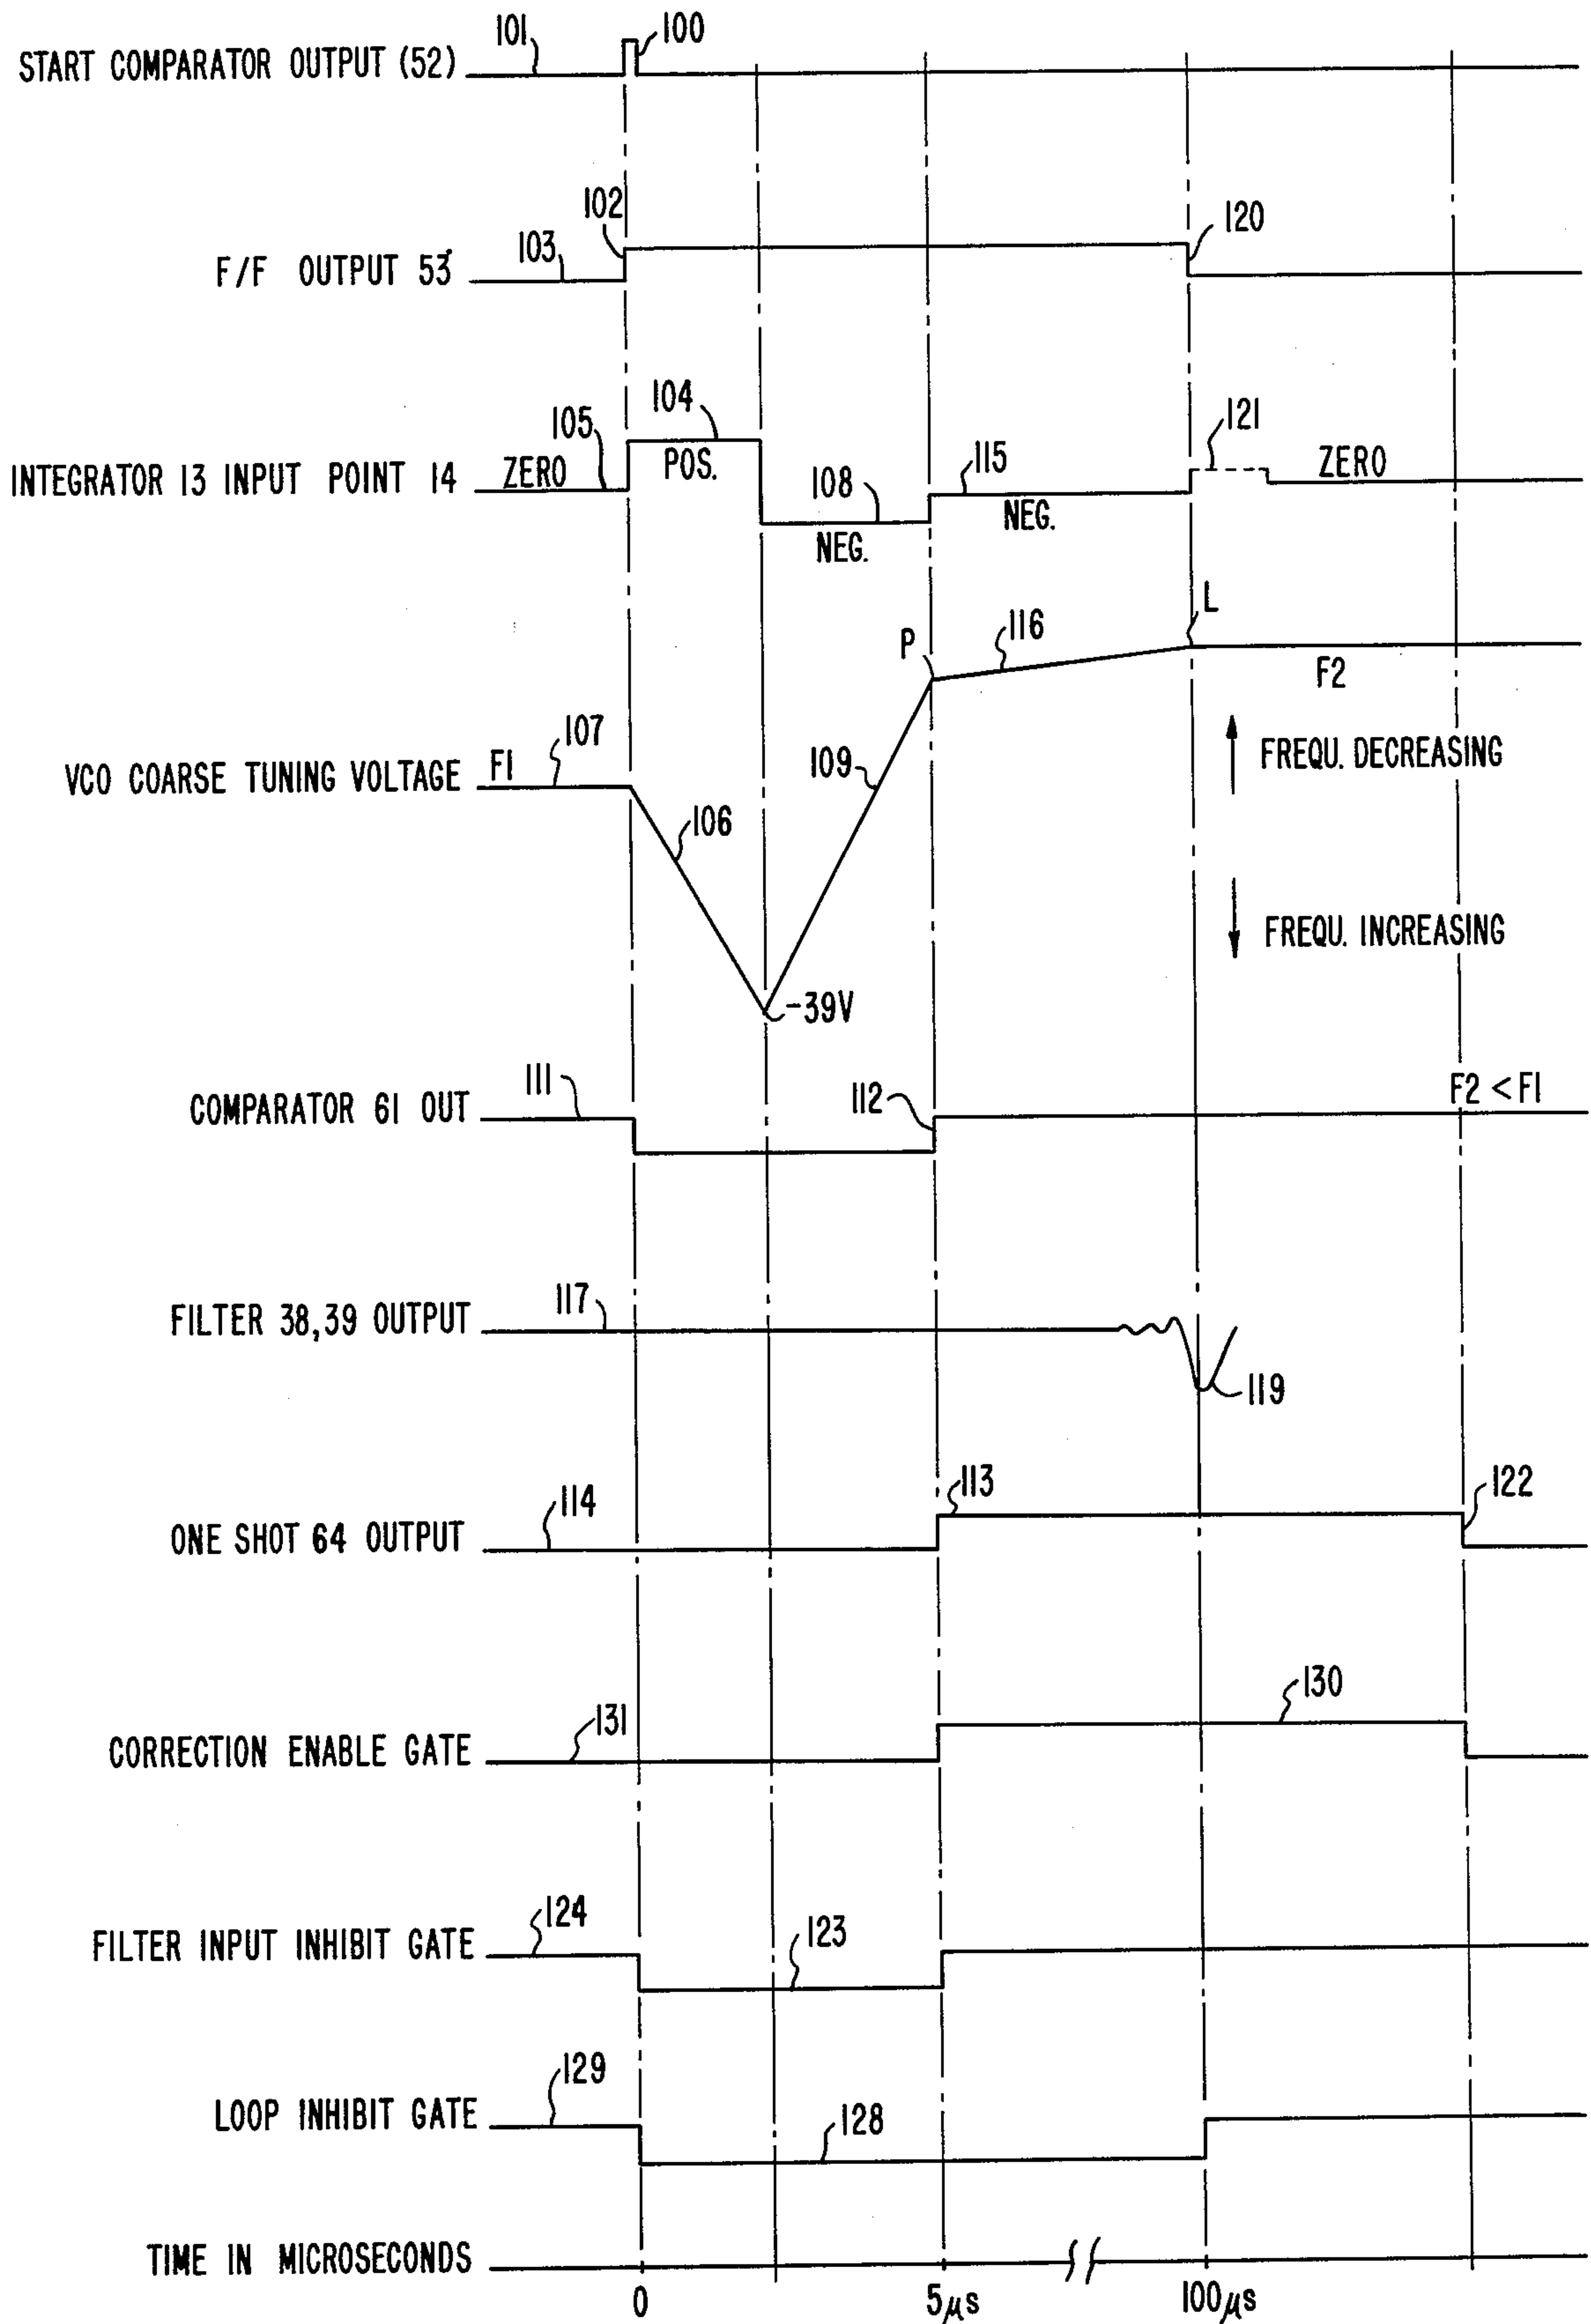 101
100
START COMPARATOR OUTPUT (52)
102
120
103
F/F OUTPUT 53
104
121
105
ZERO
POS.
108
115
ZERO
INTEGRATOR 13 INPUT POINT 14
NEG.
NEG.
L
P
116
F2
107
F1
FREQU. DECREASING
VCO COARSE TUNING VOLTAGE
109
106
FREQU. INCREASING
-39V
111
112
F2 < F1
COMPARATOR 61 OUT
117
FILTER 38,39 OUTPUT
119
114
113
122
ONE SHOT 64 OUTPUT
131
130
CORRECTION ENABLE GATE
124
123
FILTER INPUT INHIBIT GATE
129
128
LOOP INHIBIT GATE
TIME IN MICROSECONDS
0
5μs
100μs